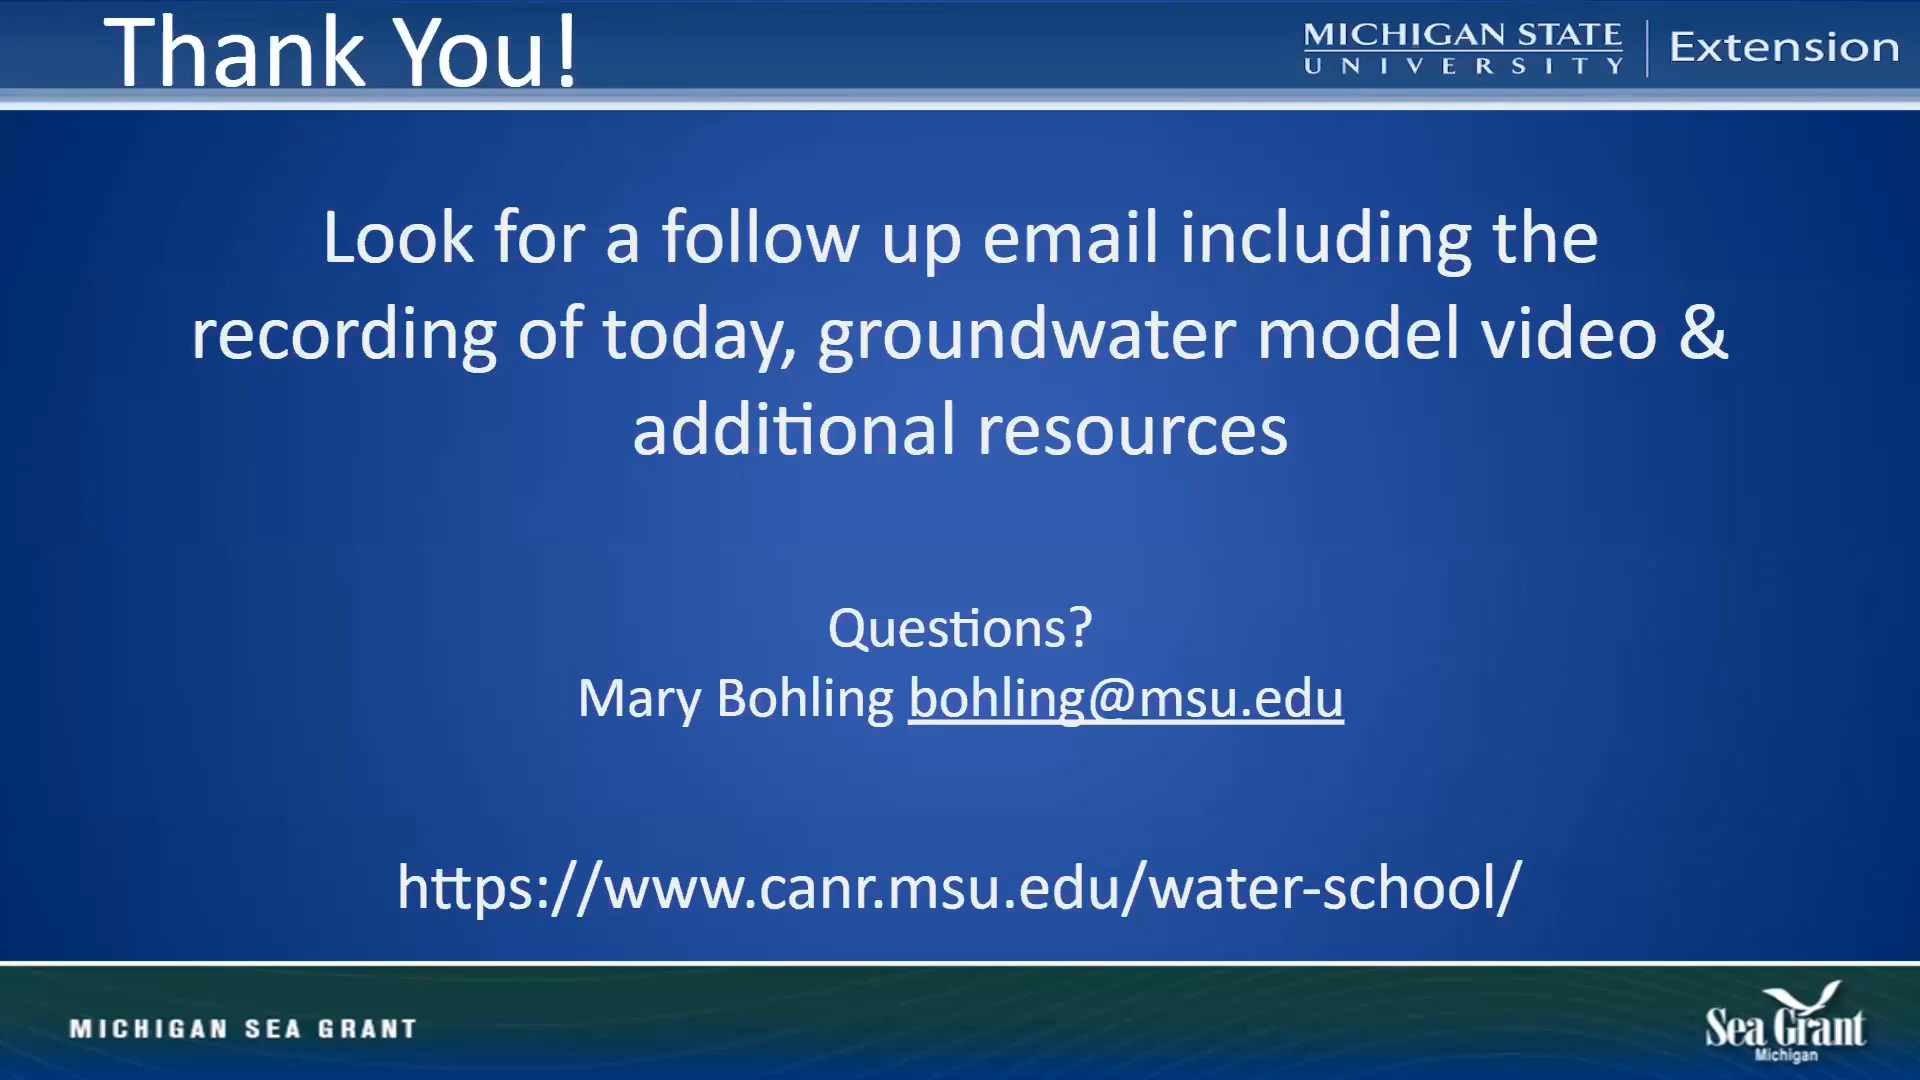 Thank You!
MICHIGAN STATE
UNIVERSITY
Extension
Look for a follow up email including the
recording of today, groundwater model video &
additional resources
Questions?
Mary Bohling bohling@msu.edu
https://www.canr.msu.edu/water-school/
MICHIGAN SEA GRANT
Sea Grant
Michigan